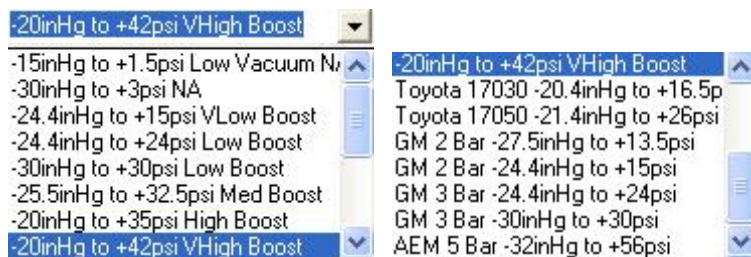 -20inHg to +42psi VHigh Boost
-15inHg to +1.5psi Low Vacuum NA
-30inHg to +3psi NA
-24.4inHg to +15psi VLow Boost
-24.4inHg to +24psi Low Boost
-30inHg to +30psi Low Boost
-25.5inHg to +32.5psi Med Boost
-20inHg to +35psi High Boost
-20inHg to +42psi VHigh Boost
-20inHg to +42psi VHigh Boost
Toyota 17030 -20.4inHg to +16.5p
Toyota 17050 -21.4inHg to +26psi
GM 2 Bar -27.5inHg to +13.5psi
GM 2 Bar -24.4inHg to +15psi
GM 3 Bar -24.4inHg to +24psi
GM 3 Bar -30inHg to +30psi
AEM 5 Bar -32inHg to +56psi